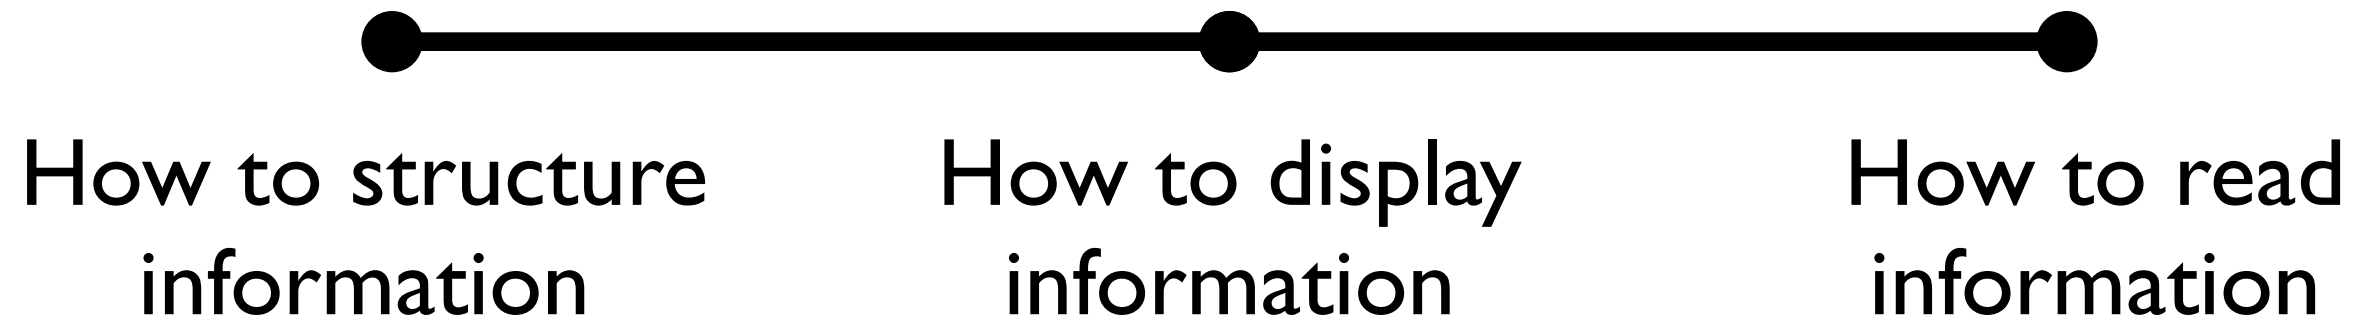 How to structure
information
How to display
information
How to read
information